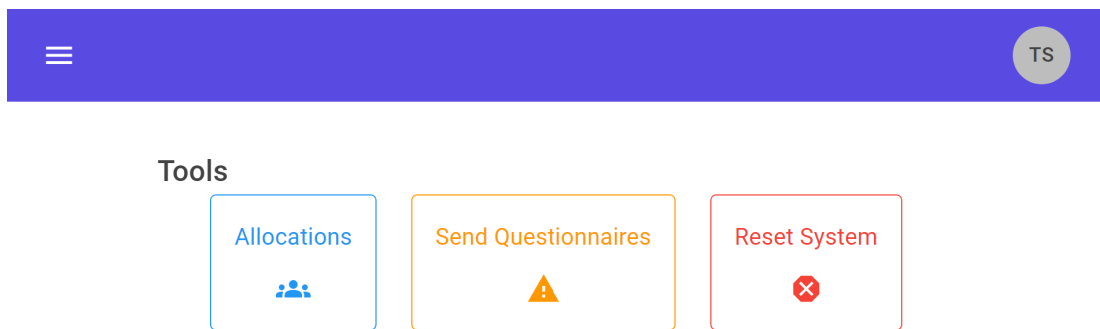 TS
Tools
Allocations
Send Questionnaires
Reset System